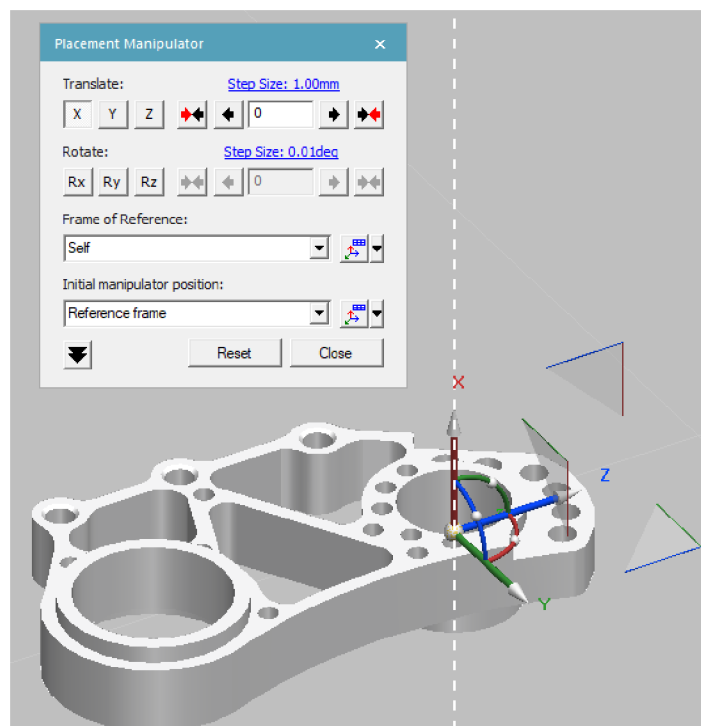 Placement Manipulator ×
Translate: Step Size: 1.00mm
X Y Z 0
Rotate: Step Size: 0.01deg
Rx Ry Rz 0
Frame of Reference:
Self
Initial manipulator position:
Reference frame
Reset Close
X
Z
Y